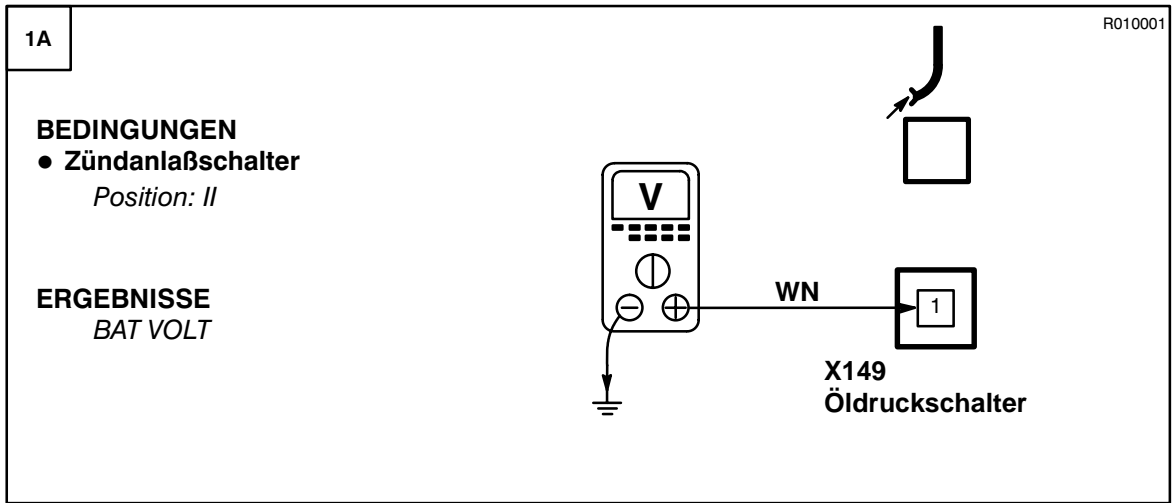 1A
R010001
BEDINGUNGEN
● Zündanlaßschalter
Position: II
V
ERGEBNISSE
BAT VOLT
WN
1
X149
Öldruckschalter